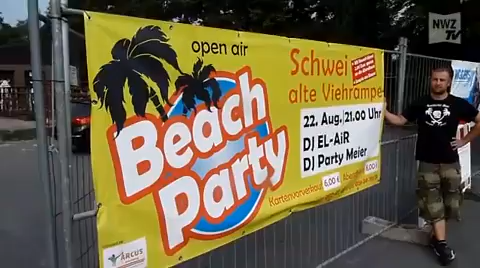 NWZ
TV
open air
Schwei
alte Viehrampe
Beach
Party
22. Aug. 21.00 Uhr
DJ EL-AiR
DJ Party Meier
Kartenvorverkauf 6,00 €
ARCUS